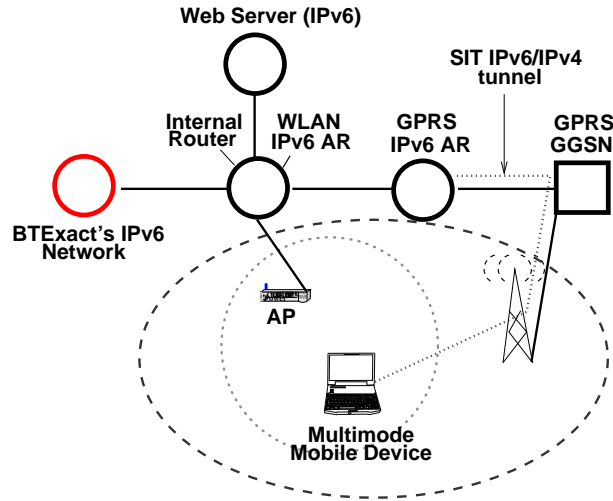 Web Server (IPv6)
SIT IPv6/IPv4
tunnel
Internal
Router
WLAN
IPv6 AR
GPRS
IPv6 AR
GPRS
GGSN
BTExact's IPv6
Network
AP
Multimode
Mobile Device